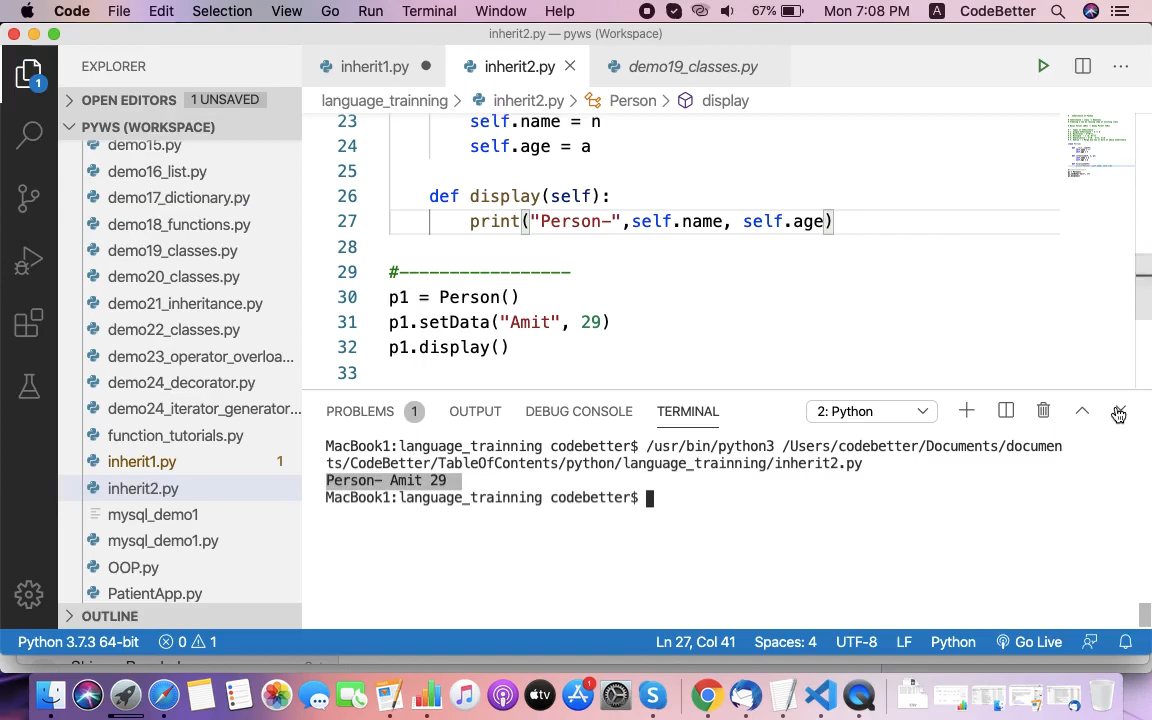 Code File Edit Selection View Go Run Terminal Window Help 67% Mon 7:08 PM A CodeBetter
inherit2.py — pyws (Workspace)
1 EXPLORER inherit1.py inherit2.py demo19_classes.py
OPEN EDITORS 1 UNSAVED language_trainning inherit2.py Person display
PYWS (WORKSPACE)
demo15.py
demo16_list.py
demo17_dictionary.py
demo18_functions.py
demo19_classes.py
demo20_classes.py
demo21_inheritance.py
demo22_classes.py
demo23_operator_overloa...
demo24_decorator.py
demo24_iterator_generator...
function_tutorials.py
inherit1.py 1
inherit2.py
mysql_demo1
mysql_demo1.py
OOP.py
PatientApp.py
OUTLINE
23 self.name = n
24 self.age = a
25
26 def display(self):
27 print("Person-",self.name, self.age)
28
29 #-----------------
30 p1 = Person()
31 p1.setData("Amit", 29)
32 p1.display()
33
PROBLEMS 1 OUTPUT DEBUG CONSOLE TERMINAL 2: Python
MacBook1:language_trainning codebetter$ /usr/bin/python3 /Users/codebetter/Documents/documen
ts/CodeBetter/TableOfContents/python/language_trainning/inherit2.py
Person- Amit 29
MacBook1:language_trainning codebetter$
Python 3.7.3 64-bit 0 1 Ln 27, Col 41 Spaces: 4 UTF-8 LF Python Go Live
tv 1